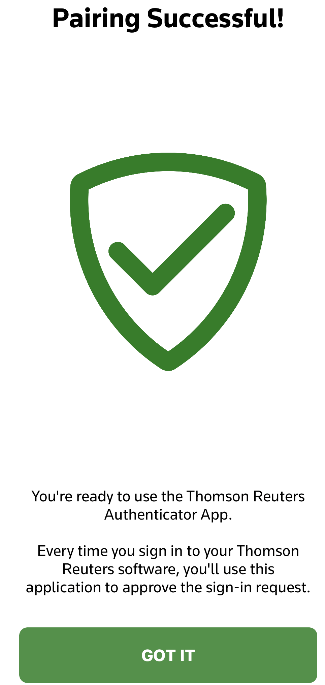 Pairing Successful!
You're ready to use the Thomson Reuters
Authenticator App.
Every time you sign in to your Thomson
Reuters software, you'll use this
application to approve the sign-in request.
GOT IT